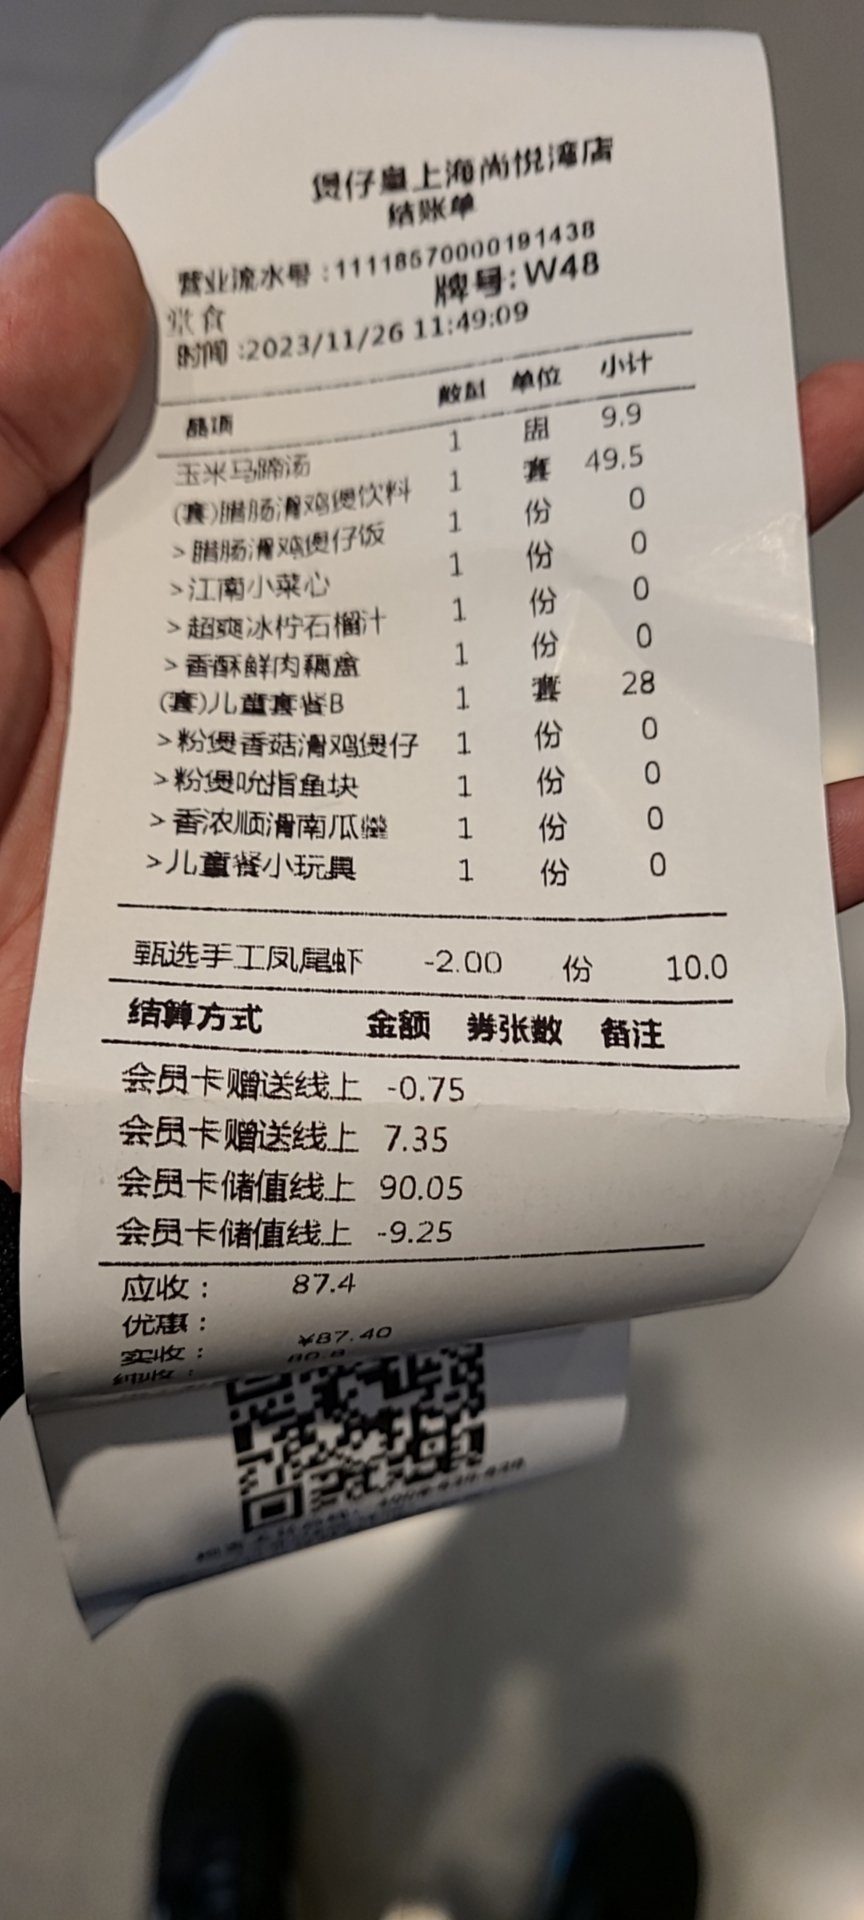 煲仔皇上海尚悦湾店
结账单
营业流水号:11118570000191438
牌号:W48
堂食
时间:2023/11/26 11:49:09
品项 数量 单位 小计
玉米马蹄汤 1 盅 9.9
(套)腊肠滑鸡煲饮料 1 套 49.5
>腊肠滑鸡煲仔饭 1 份 0
>江南小菜心 1 份 0
>超爽冰柠石榴汁 1 份 0
>香酥鲜肉藕盒 1 份 0
(套)儿童套餐B 1 套 28
>粉煲香菇滑鸡煲仔 1 份 0
>粉煲吮指鱼块 1 份 0
>香浓顺滑南瓜 1 份 0
>儿童餐小玩具 1 份 0
甄选手工凤尾虾 -2.00 份 10.0
结算方式 金额 券张数 备注
会员卡赠送线上 -0.75
会员卡赠送线上 7.35
会员卡储值线上 90.05
会员卡储值线上 -9.25
应收: 87.4
优惠:
实收: ¥87.40
纯收: 80.8